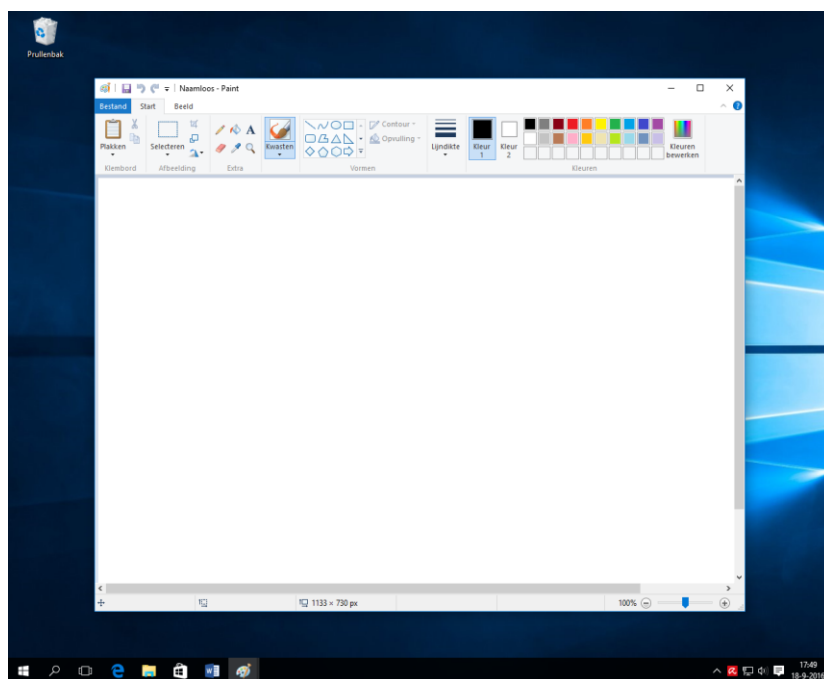 Prullenbak
Naamloos - Paint
Bestand Start Beeld
Plakken Selecteren Kwasten Contour Opvulling Lijndikte Kleur 1 Kleur 2 Kleuren bewerken
Klembord Afbeelding Extra Vormen Kleuren
1133 × 730 px 100%
17:49
18-9-2016